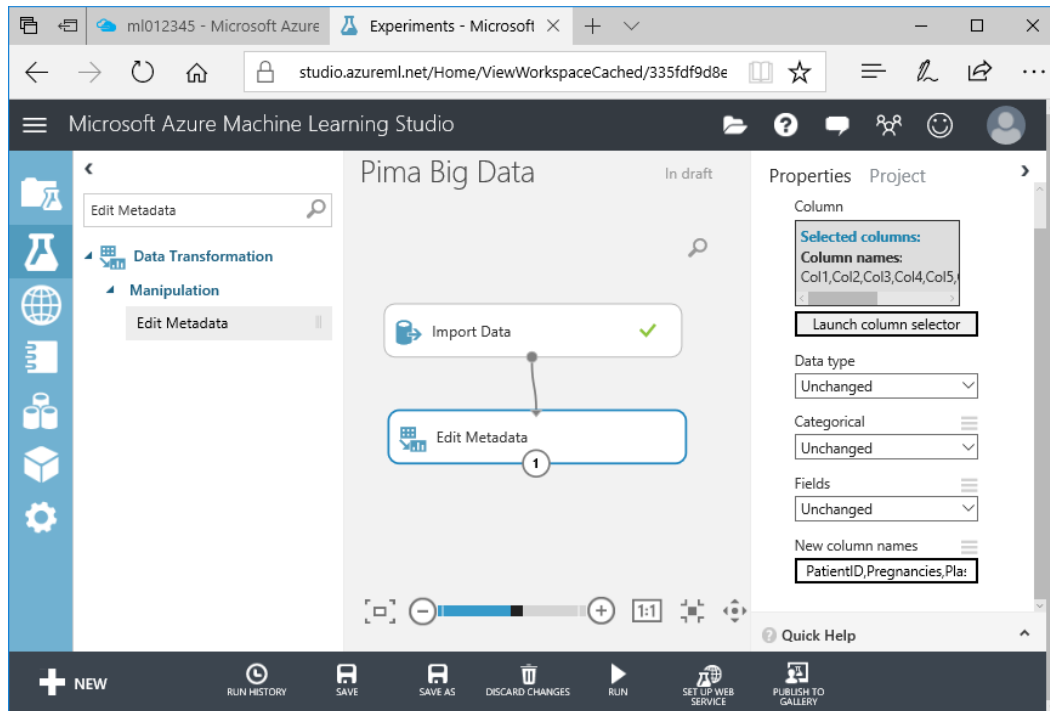 ml012345 - Microsoft Azure
Experiments - Microsoft
studio.azureml.net/Home/ViewWorkspaceCached/335fdf9d8e
Microsoft Azure Machine Learning Studio
Edit Metadata
Data Transformation
Manipulation
Edit Metadata
Pima Big Data
In draft
Import Data
Edit Metadata
1
1:1
Properties Project
Column
Selected columns:
Column names:
Col1,Col2,Col3,Col4,Col5,
Launch column selector
Data type
Unchanged
Categorical
Unchanged
Fields
Unchanged
New column names
PatientID,Pregnancies,Plas
Quick Help
NEW
RUN HISTORY
SAVE
SAVE AS
DISCARD CHANGES
RUN
SET UP WEB
SERVICE
PUBLISH TO
GALLERY